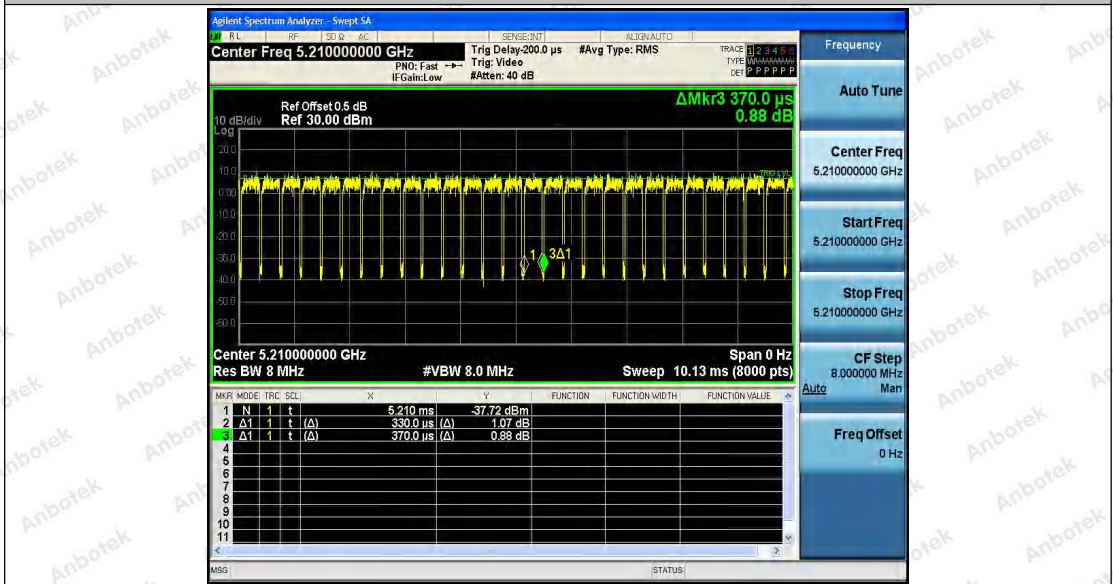 Agilent Spectrum Analyzer - Swept SA
RL RF 50 Ω AC SENSE:INT ALIGN AUTO
Center Freq 5.210000000 GHz
PNO: Fast
IFGain:Low
Trig Delay-200.0 µs
Trig: Video
#Atten: 40 dB
#Avg Type: RMS
TRACE 1 2 3 4 5 6
TYPE
DET P P P P P P
ΔMkr3 370.0 µs
0.88 dB
Ref Offset 0.5 dB
10 dB/div Ref 30.00 dBm
Log
20.0
10.0
0.00
-10.0
-20.0
-30.0
-40.0
-50.0
-60.0
TRIG LVL
1 3Δ1
Center 5.210000000 GHz Span 0 Hz
Res BW 8 MHz #VBW 8.0 MHz Sweep 10.13 ms (8000 pts)
MKR MODE TRC SCL X Y FUNCTION FUNCTION WIDTH FUNCTION VALUE
1 N 1 t 5.210 ms -37.72 dBm
2 Δ1 1 t (Δ) 330.0 µs (Δ) 1.07 dB
3 Δ1 1 t (Δ) 370.0 µs (Δ) 0.88 dB
4
5
6
7
8
9
10
11
MSG STATUS
Frequency
Auto Tune
Center Freq
5.210000000 GHz
Start Freq
5.210000000 GHz
Stop Freq
5.210000000 GHz
CF Step
8.000000 MHz
Auto Man
Freq Offset
0 Hz
Anbotek